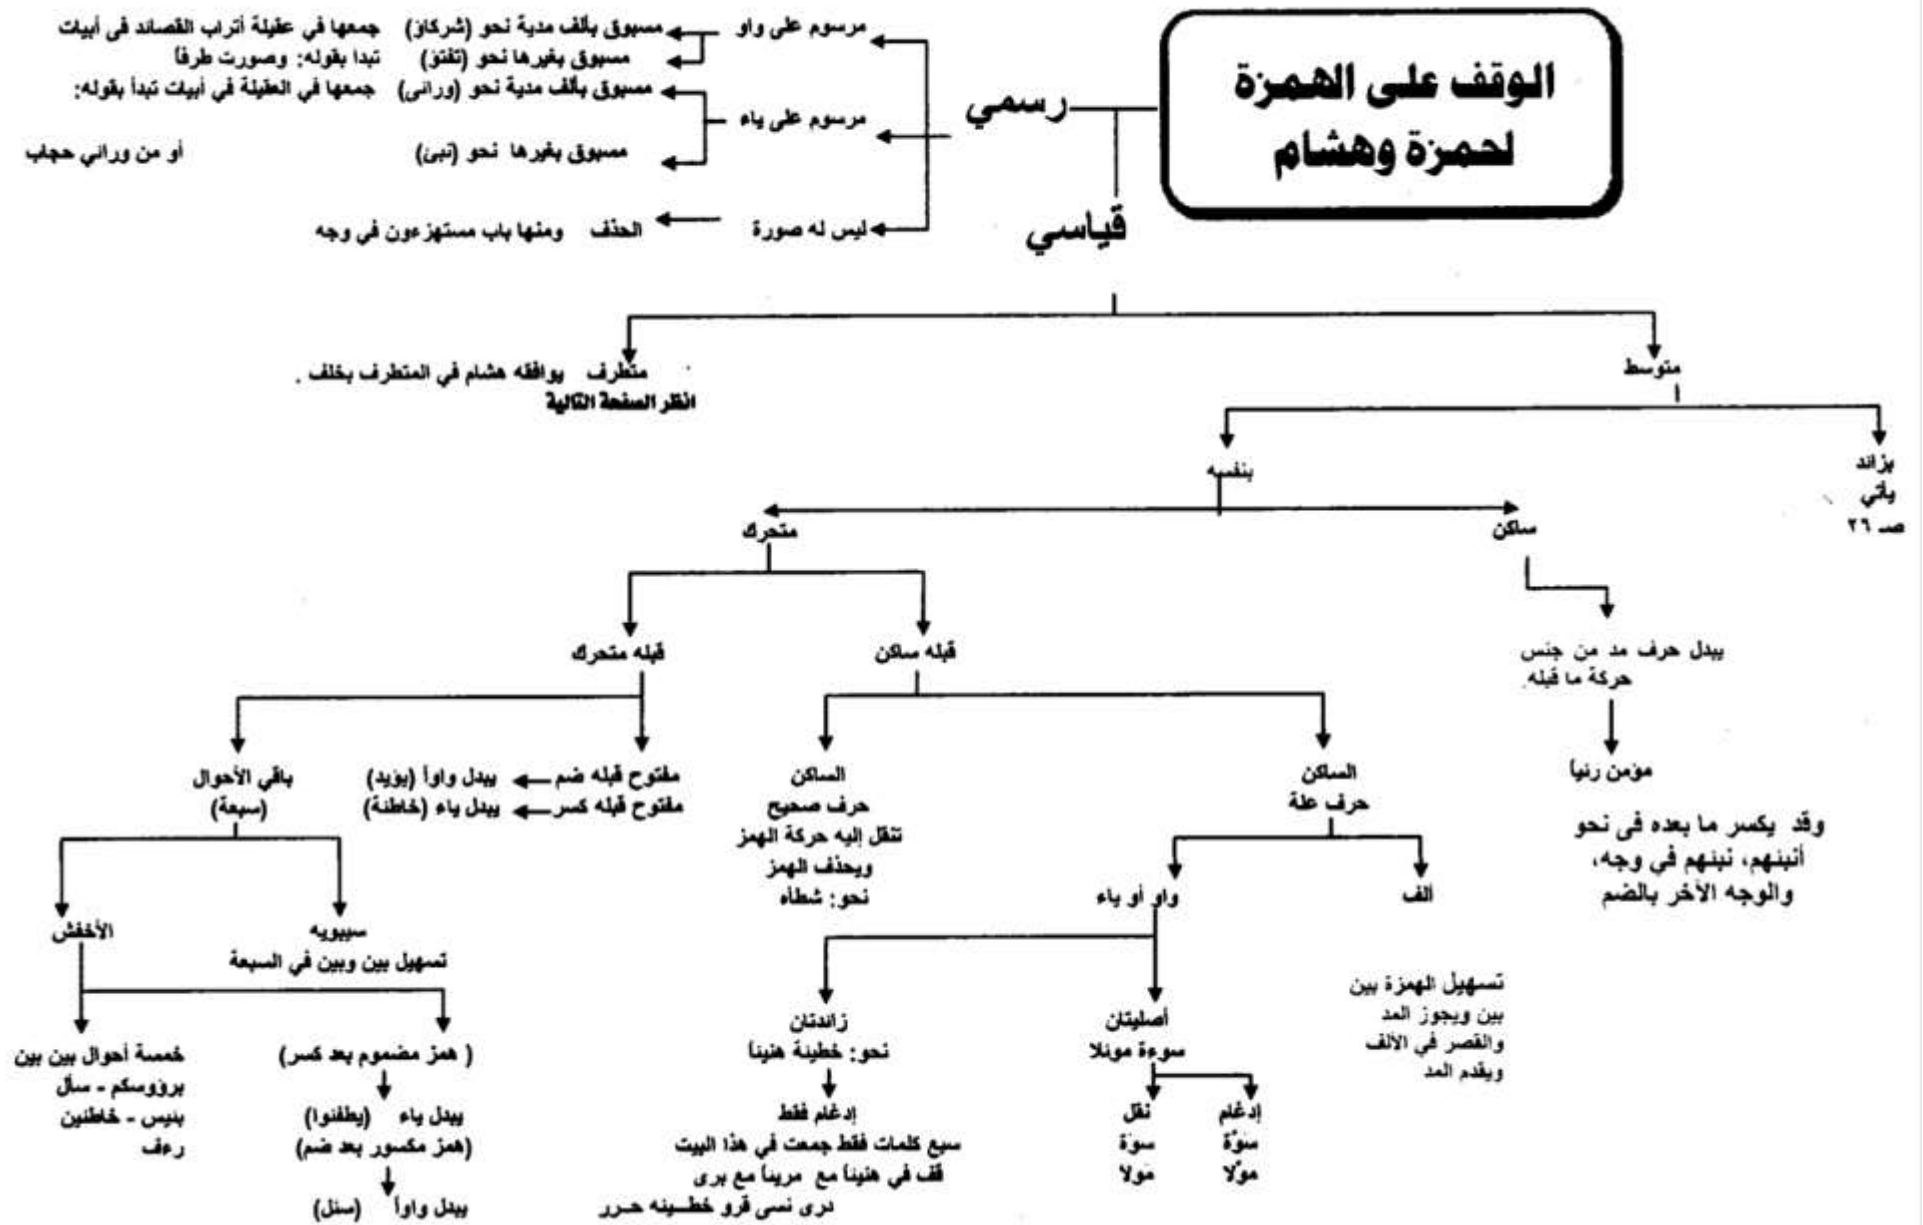 الوقف على الهمزة
لحمزة وهشام
رسمي
مرسوم على واو
مسبوق بألف مدية نحو (شركاؤ) جمعها في عقيلة أتراب القصائد فى أبيات
مسبوق بغيرها نحو (تفتؤ) تبدا بقوله: وصورت طرفا
مرسوم على ياء
مسبوق بألف مدية نحو (ورائى) جمعها في العقيلة في أبيات تبدأ بقوله:
مسبوق بغيرها نحو (نبئ) أو من ورائي حجاب
ليس له صورة
الحذف ومنها باب مستهزءون في وجه
قياسي
متوسط
متطرف يوافقه هشام في المتطرف بخلف .
انظر الصفحة التالية
بزائد
يأتي
صـ ٢٦
بنفسه
ساكن
متحرك
يبدل حرف مد من جنس
حركة ما قبله.
مؤمن رئيا
وقد يكسر ما بعده فى نحو
أنبئهم، نبئهم في وجه،
والوجه الأخر بالضم
قبله ساكن
قبله متحرك
الساكن
حرف علة
ألف
تسهيل الهمزة بين
بين ويجوز المد
والقصر في الألف
ويقدم المد
واو أو ياء
أصليتان
سوءة موئلا
إدغام
سوّة
موّلا
نقل
سوة
مولا
زائدتان
نحو: خطيئة هنيئا
إدغام فقط
سبع كلمات فقط جمعت في هذا البيت
قف في هنيئا مع مريئا مع برى
درى نسى قرو خطـــيئه حـرر
الساكن
حرف صحيح
تنقل إليه حركة الهمز
ويحذف الهمز
نحو: شطأه
مفتوح قبله ضم يبدل واوأ (يؤيد)
مفتوح قبله كسر يبدل ياء (خاطئة)
باقي الأحوال
(سبعة)
سيبويه
تسهيل بين وبين في السبعة
الأخفش
( همز مضموم بعد كسر)
يبدل ياء (يطفئوا)
(همز مكسور بعد ضم)
يبدل واوأ (سئل)
خمسة أحوال بين بين
برؤوسكم - سأل
بئيس - خاطئين
رءف